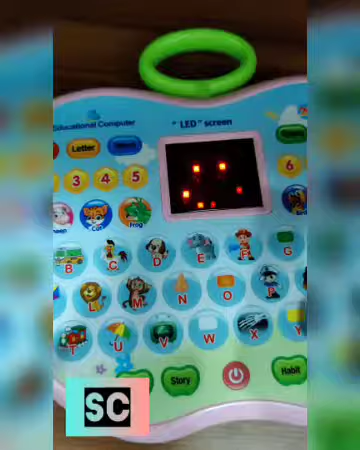 Educational Computer
"LED" screen
Letter
3 4 5 6
Cat
Frog
B C D E F G
L M N O P
T U V W X Y
Story
Habit
SC